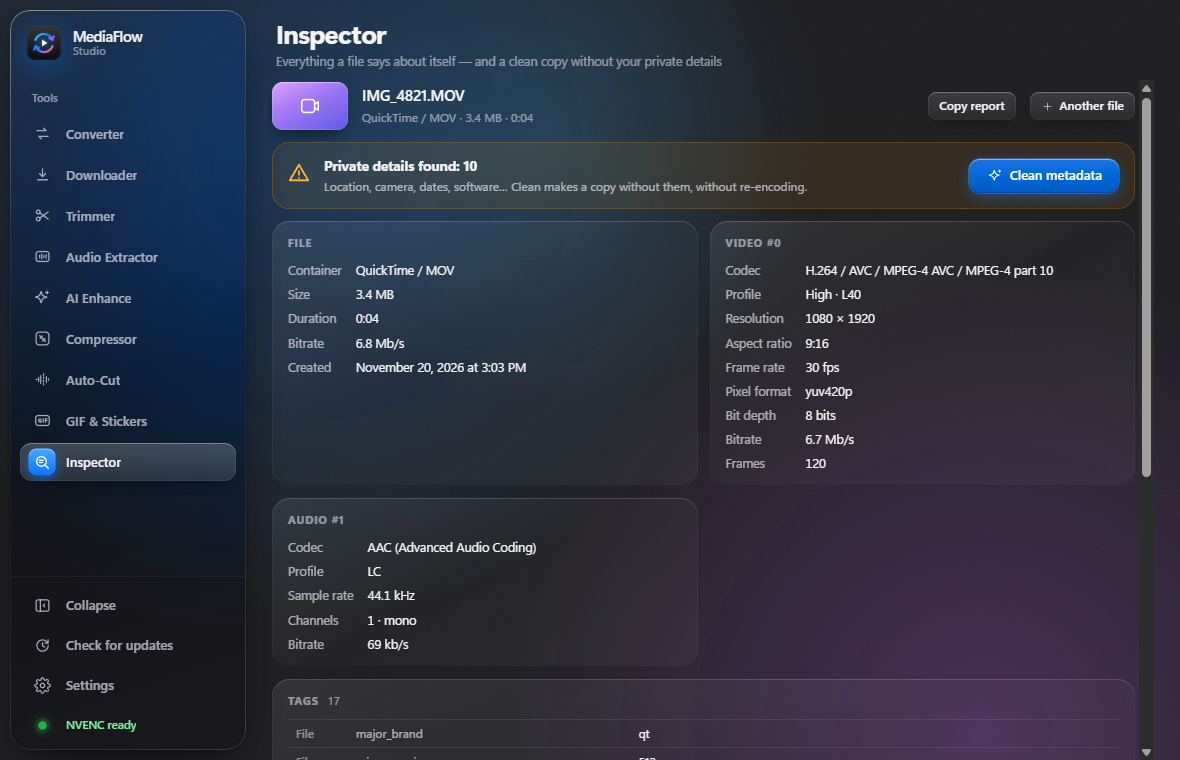 MediaFlow
Studio
Tools
Converter
Downloader
Trimmer
Audio Extractor
AI Enhance
Compressor
Auto-Cut
GIF & Stickers
Inspector
Collapse
Check for updates
Settings
NVENC ready
Inspector
Everything a file says about itself — and a clean copy without your private details
IMG_4821.MOV
QuickTime / MOV · 3.4 MB · 0:04
Copy report
+ Another file
Private details found: 10
Location, camera, dates, software... Clean makes a copy without them, without re-encoding.
Clean metadata
FILE
Container QuickTime / MOV
Size 3.4 MB
Duration 0:04
Bitrate 6.8 Mb/s
Created November 20, 2026 at 3:03 PM
VIDEO #0
Codec H.264 / AVC / MPEG-4 AVC / MPEG-4 part 10
Profile High · L40
Resolution 1080 × 1920
Aspect ratio 9:16
Frame rate 30 fps
Pixel format yuv420p
Bit depth 8 bits
Bitrate 6.7 Mb/s
Frames 120
AUDIO #1
Codec AAC (Advanced Audio Coding)
Profile LC
Sample rate 44.1 kHz
Channels 1 · mono
Bitrate 69 kb/s
TAGS 17
File major_brand qt